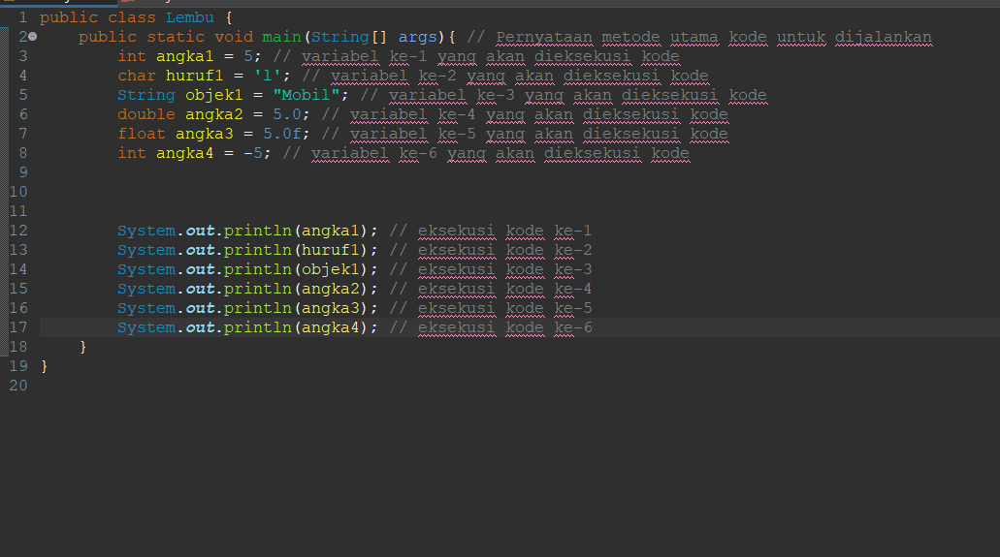 1 public class Lembu {
2 public static void main(String[] args){ // Pernyataan metode utama kode untuk dijalankan
3 int angka1 = 5; // variabel ke-1 yang akan dieksekusi kode
4 char huruf1 = 'l'; // variabel ke-2 yang akan dieksekusi kode
5 String objek1 = "Mobil"; // variabel ke-3 yang akan dieksekusi kode
6 double angka2 = 5.0; // variabel ke-4 yang akan dieksekusi kode
7 float angka3 = 5.0f; // variabel ke-5 yang akan dieksekusi kode
8 int angka4 = -5; // variabel ke-6 yang akan dieksekusi kode
9
10
11
12 System.out.println(angka1); // eksekusi kode ke-1
13 System.out.println(huruf1); // eksekusi kode ke-2
14 System.out.println(objek1); // eksekusi kode ke-3
15 System.out.println(angka2); // eksekusi kode ke-4
16 System.out.println(angka3); // eksekusi kode ke-5
17 System.out.println(angka4); // eksekusi kode ke-6
18 }
19 }
20